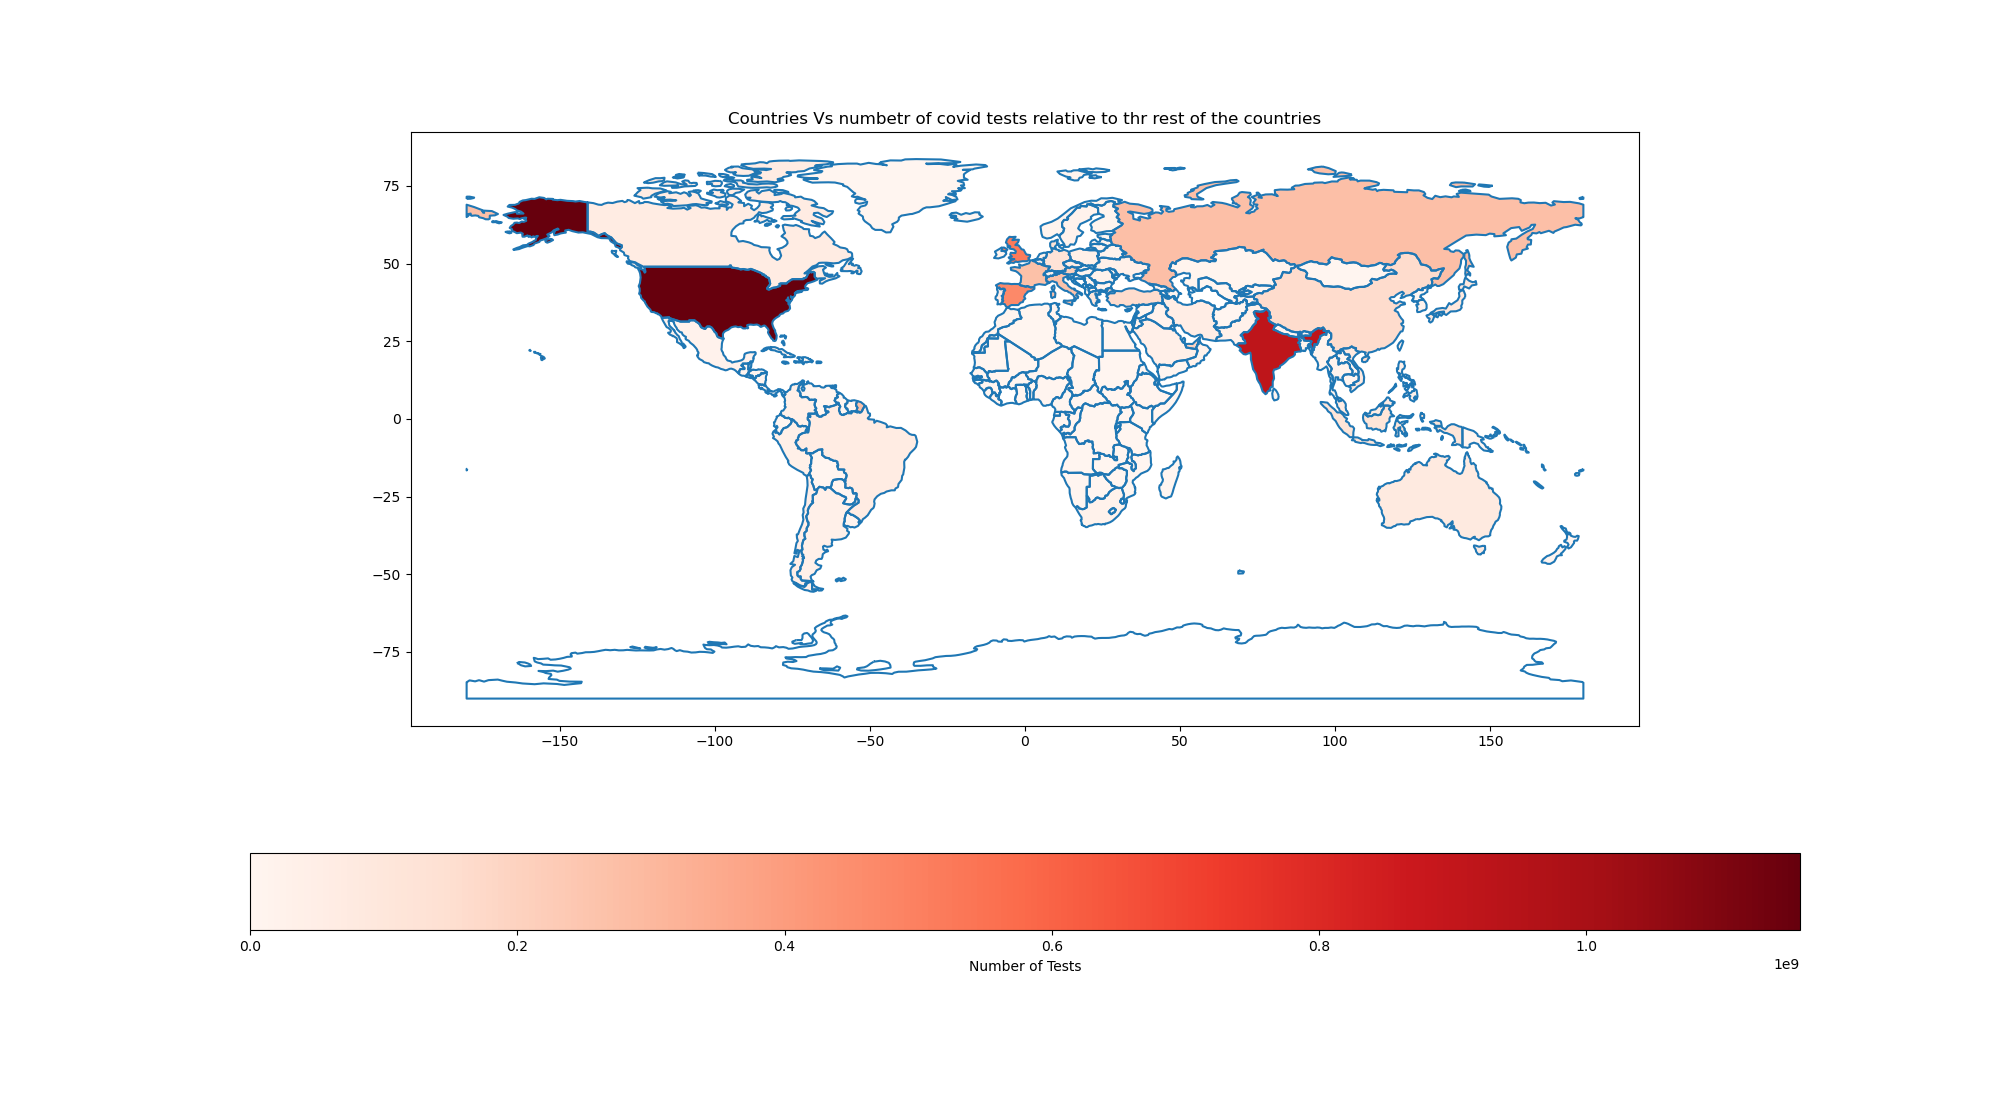 Countries Vs numbetr of covid tests relative to thr rest of the countries
75
50
25
0
−25
−50
−75
−150 −100 −50 0 50 100 150
0.0 0.2 0.4 0.6 0.8 1.0
Number of Tests
1e9